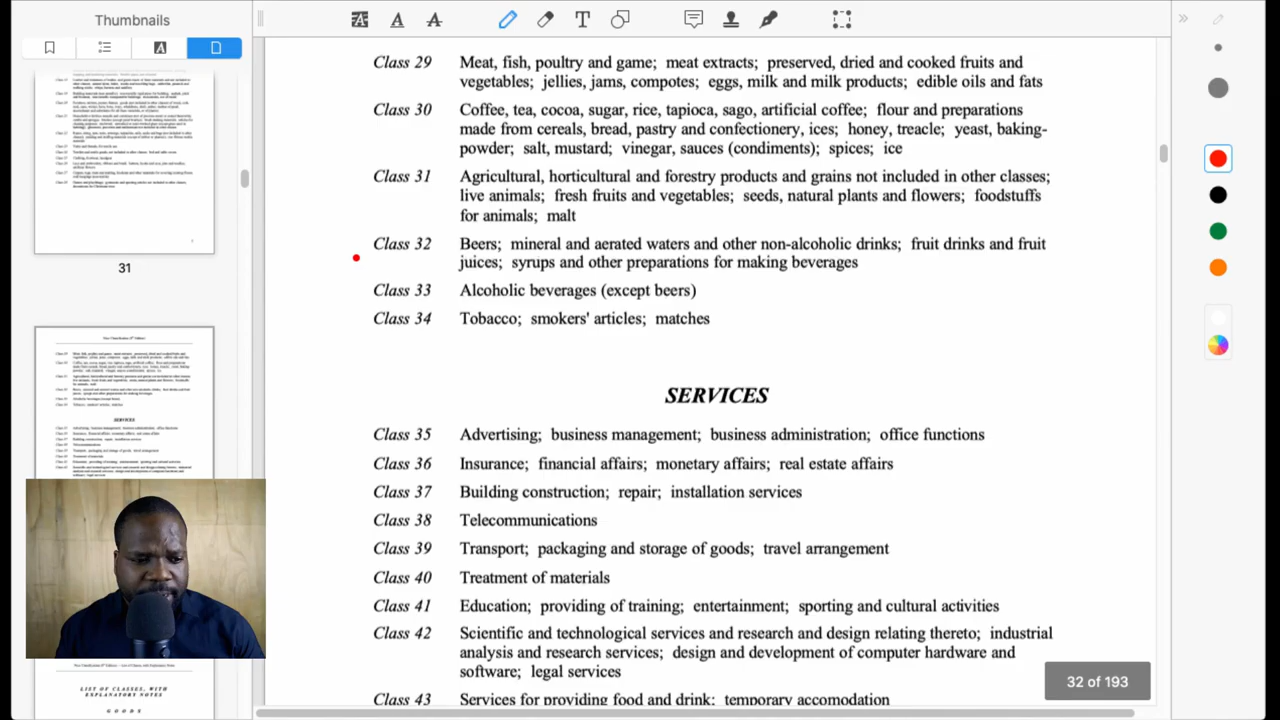 Thumbnails
31
SERVICES
LIST OF CLASSES, WITH
EXPLANATORY NOTES
GOODS
Class 29 Meat, fish, poultry and game; meat extracts; preserved, dried and cooked fruits and
vegetables; jellies, jams, compotes; eggs, milk and milk products; edible oils and fats
Class 30 Coffee, tea, cocoa, sugar, rice, tapioca, sago, artificial coffee; flour and preparations
made from cereals, bread, pastry and confectionery, ices; honey, treacle; yeast, baking-
powder; salt, mustard; vinegar, sauces (condiments); spices; ice
Class 31 Agricultural, horticultural and forestry products and grains not included in other classes;
live animals; fresh fruits and vegetables; seeds, natural plants and flowers; foodstuffs
for animals; malt
Class 32 Beers; mineral and aerated waters and other non-alcoholic drinks; fruit drinks and fruit
juices; syrups and other preparations for making beverages
Class 33 Alcoholic beverages (except beers)
Class 34 Tobacco; smokers' articles; matches
SERVICES
Class 35 Advertising; business management; business administration; office functions
Class 36 Insurance; financial affairs; monetary affairs; real estate affairs
Class 37 Building construction; repair; installation services
Class 38 Telecommunications
Class 39 Transport; packaging and storage of goods; travel arrangement
Class 40 Treatment of materials
Class 41 Education; providing of training; entertainment; sporting and cultural activities
Class 42 Scientific and technological services and research and design relating thereto; industrial
analysis and research services; design and development of computer hardware and
software; legal services
Class 43 Services for providing food and drink; temporary accomodation
32 of 193